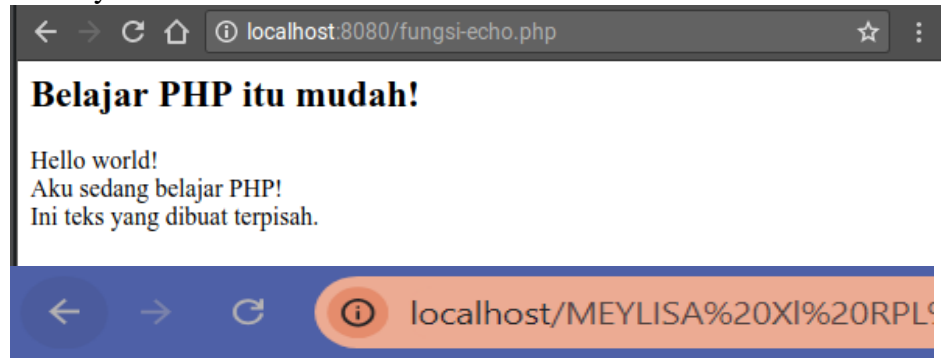 localhost:8080/fungsi-echo.php
Belajar PHP itu mudah!
Hello world!
Aku sedang belajar PHP!
Ini teks yang dibuat terpisah.
localhost/MEYLISA%20Xl%20RPL